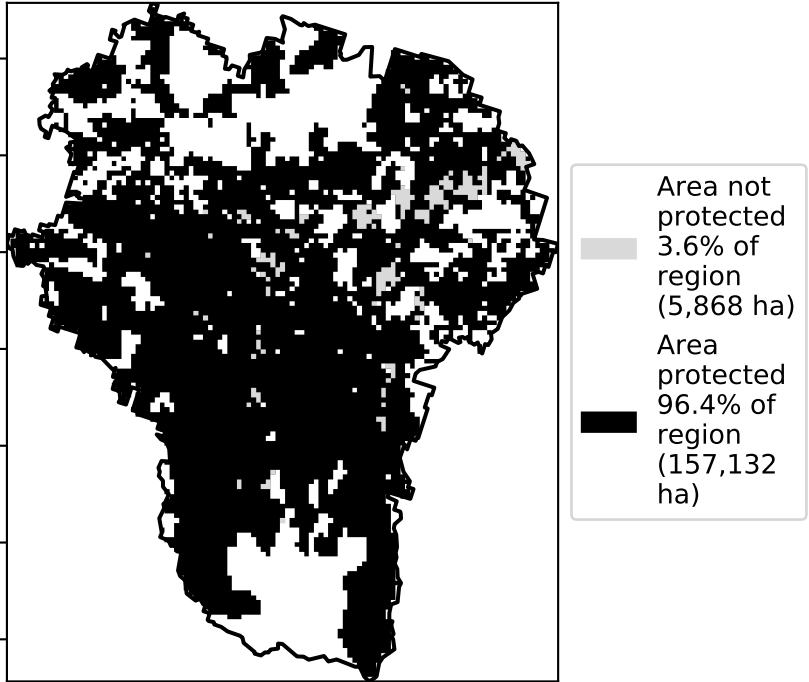 Area not
protected
3.6% of
region
(5,868 ha)
Area
protected
96.4% of
region
(157,132
ha)